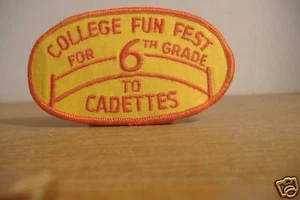 COLLEGE FUN FEST
FOR 6TH GRADE
TO
CADETTES